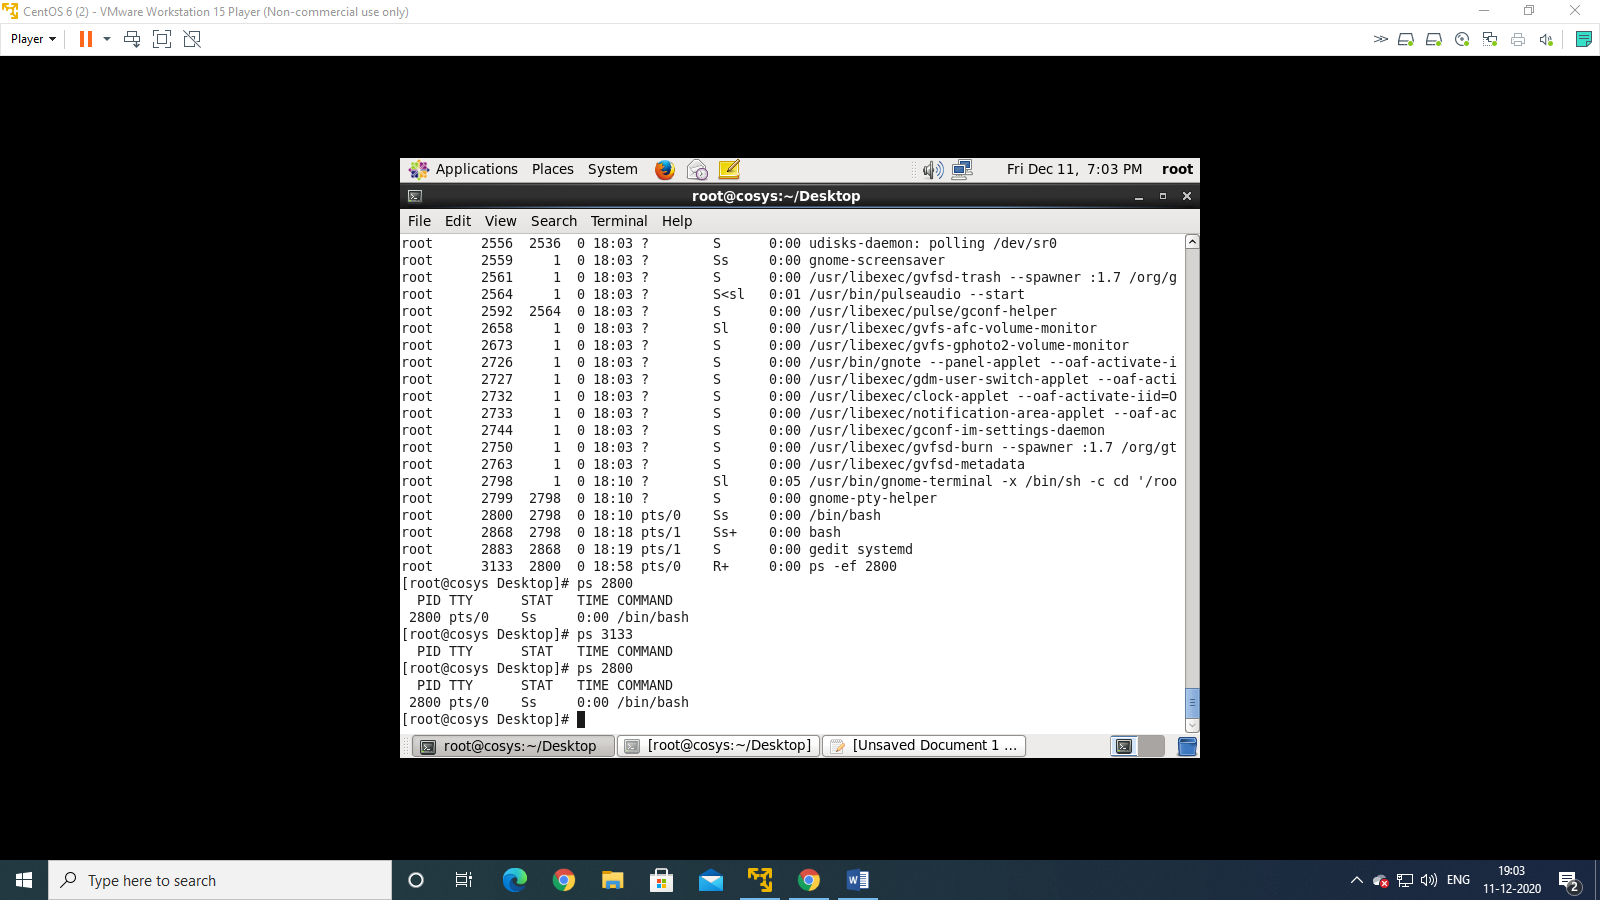 CentOS 6 (2) - VMware Workstation 15 Player (Non-commercial use only)
Player
Applications Places System Fri Dec 11, 7:03 PM root
root@cosys:~/Desktop
File Edit View Search Terminal Help
root      2556  2536  0 18:03 ?        S      0:00 udisks-daemon: polling /dev/sr0
root      2559     1  0 18:03 ?        Ss     0:00 gnome-screensaver
root      2561     1  0 18:03 ?        S      0:00 /usr/libexec/gvfsd-trash --spawner :1.7 /org/g
root      2564     1  0 18:03 ?        S<sl   0:01 /usr/bin/pulseaudio --start
root      2592  2564  0 18:03 ?        S      0:00 /usr/libexec/pulse/gconf-helper
root      2658     1  0 18:03 ?        Sl     0:00 /usr/libexec/gvfs-afc-volume-monitor
root      2673     1  0 18:03 ?        S      0:00 /usr/libexec/gvfs-gphoto2-volume-monitor
root      2726     1  0 18:03 ?        S      0:00 /usr/bin/gnote --panel-applet --oaf-activate-i
root      2727     1  0 18:03 ?        S      0:00 /usr/libexec/gdm-user-switch-applet --oaf-acti
root      2732     1  0 18:03 ?        S      0:00 /usr/libexec/clock-applet --oaf-activate-iid=O
root      2733     1  0 18:03 ?        S      0:00 /usr/libexec/notification-area-applet --oaf-ac
root      2744     1  0 18:03 ?        S      0:00 /usr/libexec/gconf-im-settings-daemon
root      2750     1  0 18:03 ?        S      0:00 /usr/libexec/gvfsd-burn --spawner :1.7 /org/gt
root      2763     1  0 18:03 ?        S      0:00 /usr/libexec/gvfsd-metadata
root      2798     1  0 18:10 ?        Sl     0:05 /usr/bin/gnome-terminal -x /bin/sh -c cd '/roo
root      2799  2798  0 18:10 ?        S      0:00 gnome-pty-helper
root      2800  2798  0 18:10 pts/0    Ss     0:00 /bin/bash
root      2868  2798  0 18:18 pts/1    Ss+    0:00 bash
root      2883  2868  0 18:19 pts/1    S      0:00 gedit systemd
root      3133  2800  0 18:58 pts/0    R+     0:00 ps -ef 2800
[root@cosys Desktop]# ps 2800
  PID TTY      STAT   TIME COMMAND
 2800 pts/0    Ss     0:00 /bin/bash
[root@cosys Desktop]# ps 3133
  PID TTY      STAT   TIME COMMAND
[root@cosys Desktop]# ps 2800
  PID TTY      STAT   TIME COMMAND
 2800 pts/0    Ss     0:00 /bin/bash
[root@cosys Desktop]#
root@cosys:~/Desktop [root@cosys:~/Desktop] [Unsaved Document 1 ...
Type here to search
ENG
19:03
11-12-2020
2